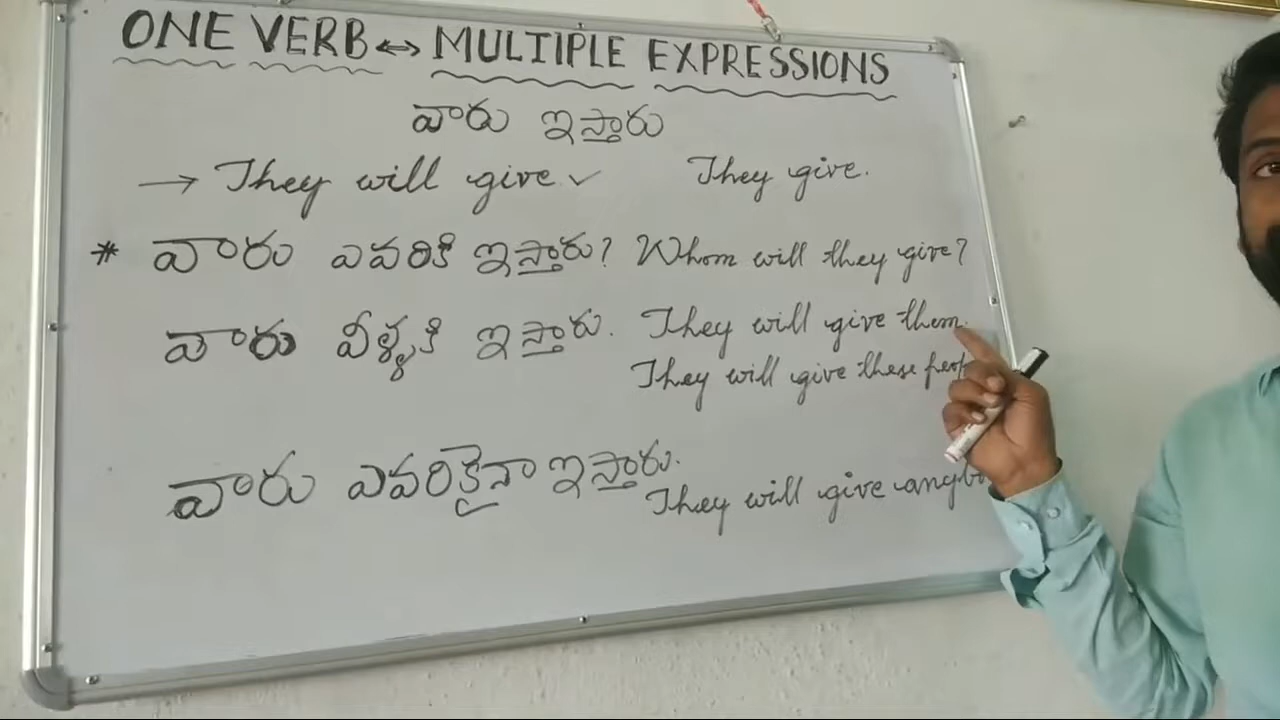 ONE VERB ↔ MULTIPLE EXPRESSIONS
వారు ఇస్తారు
→ They will give ✓ They give.
* వారు ఎవరికి ఇస్తారు? Whom will they give?
వారు వీళ్ళకి ఇస్తారు. They will give them.
They will give these
వారు ఎవరికైనా ఇస్తారు.
They will give